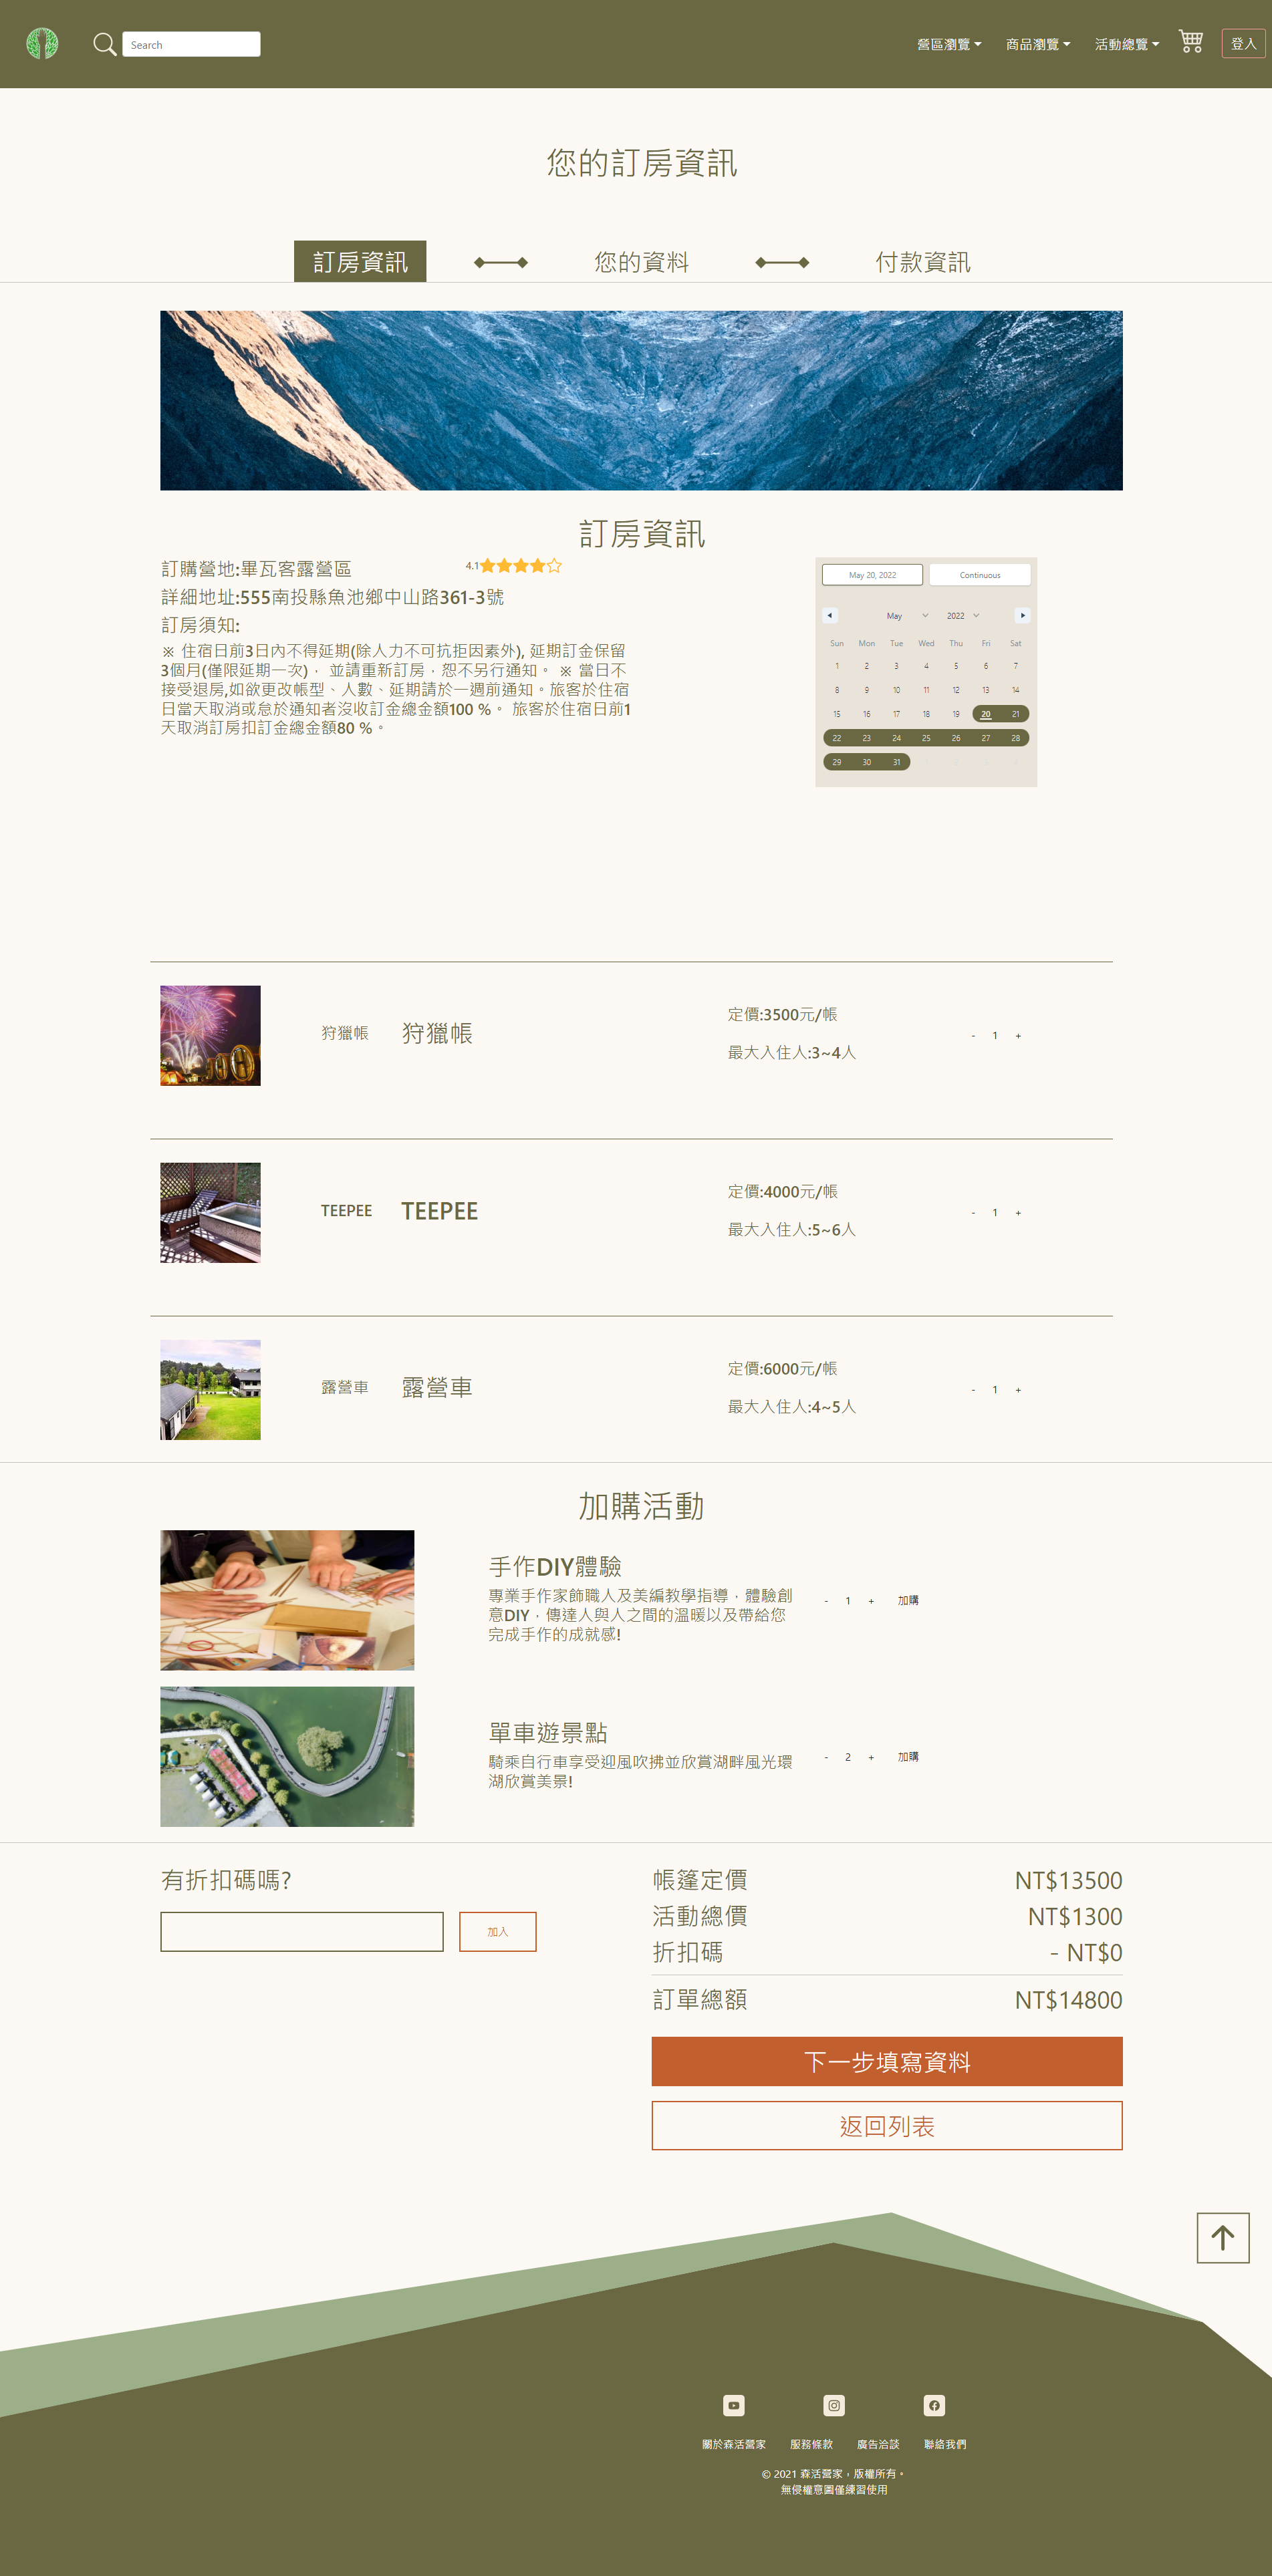 Search
營區瀏覽
商品瀏覽
活動總覽
登入
您的訂房資訊
訂房資訊
您的資料
付款資訊
訂房資訊
訂購營地:畢瓦客露營區
4.1
詳細地址:555南投縣魚池鄉中山路361-3號
訂房須知:
※ 住宿日前3日內不得延期(除人力不可抗拒因素外), 延期訂金保留
3個月(僅限延期一次)， 並請重新訂房，恕不另行通知。 ※ 當日不
接受退房,如欲更改帳型、人數、延期請於一週前通知。旅客於住宿
日當天取消或怠於通知者沒收訂金總金額100 %。 旅客於住宿日前1
天取消訂房扣訂金總金額80 %。
May 20, 2022
Continuous
May
2022
Sun Mon Tue Wed Thu Fri Sat
1 2 3 4 5 6 7
8 9 10 11 12 13 14
15 16 17 18 19 20 21
22 23 24 25 26 27 28
29 30 31
狩獵帳
狩獵帳
定價:3500元/帳
最大入住人:3~4人
- 1 +
TEEPEE
TEEPEE
定價:4000元/帳
最大入住人:5~6人
- 1 +
露營車
露營車
定價:6000元/帳
最大入住人:4~5人
- 1 +
加購活動
手作DIY體驗
專業手作家飾職人及美編教學指導，體驗創
意DIY，傳達人與人之間的溫暖以及帶給您
完成手作的成就感!
- 1 + 加購
單車遊景點
騎乘自行車享受迎風吹拂並欣賞湖畔風光環
湖欣賞美景!
- 2 + 加購
有折扣碼嗎?
加入
帳篷定價 NT$13500
活動總價 NT$1300
折扣碼 - NT$0
訂單總額 NT$14800
下一步填寫資料
返回列表
關於森活營家
服務條款
廣告洽談
聯絡我們
© 2021 森活營家，版權所有。
無侵權意圖僅練習使用